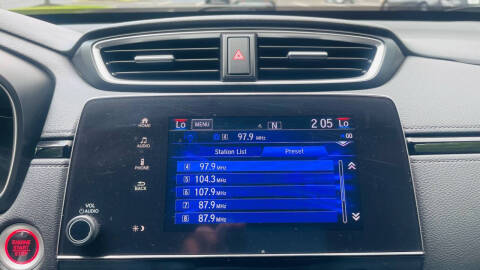 Lo MENU N 2 05 Lo
HOME
4 97.9 MHz 00
AUDIO
Station List Preset
PHONE
4 97.9 MHz
5 104.3 MHz
BACK
6 107.9 MHz
VOL
AUDIO
7 87.9 MHz
8 87.9 MHz
ENGINE
START
STOP